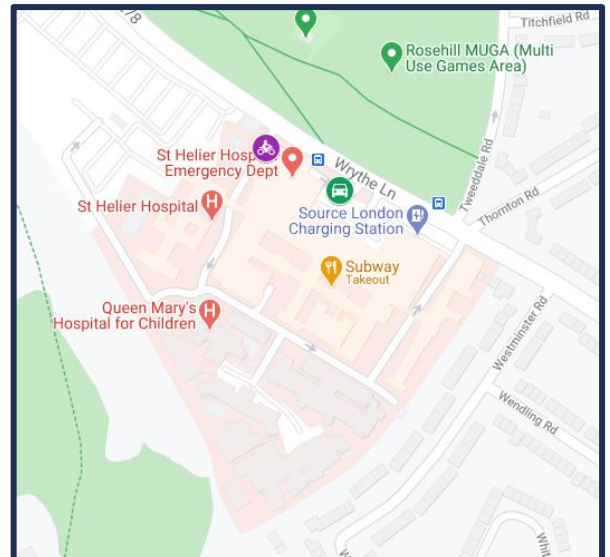 Titchfield Rd
Rosehill MUGA (Multi
Use Games Area)
Tweeddale Rd
St Helier
Emergency Dept
Wrythe Ln
Thornton Rd
St Helier Hospital
Source London
Charging Station
Subway
Takeout
Queen Mary's
Hospital for Children
Westminster Rd
Wendling Rd